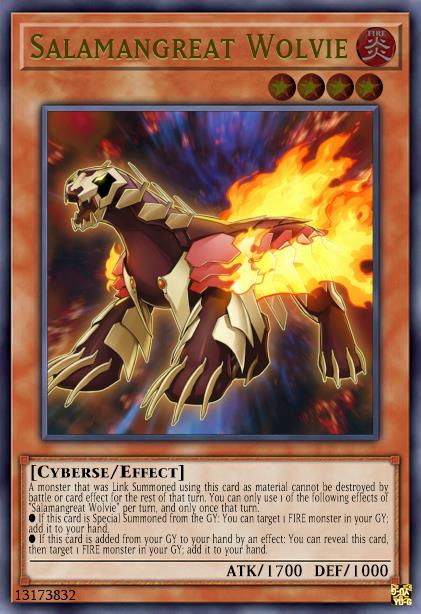 SALAMANGREAT WOLVIE
FIRE
炎
[CYBERSE/EFFECT]
A monster that was Link Summoned using this card as material cannot be destroyed by
battle or card effect for the rest of that turn. You can only use 1 of the following effects of
"Salamangreat Wolvie" per turn, and only once that turn.
● If this card is Special Summoned from the GY: You can target 1 FIRE monster in your GY;
add it to your hand.
● If this card is added from your GY to your hand by an effect: You can reveal this card,
then target 1 FIRE monster in your GY; add it to your hand.
ATK/1700 DEF/1000
13173832